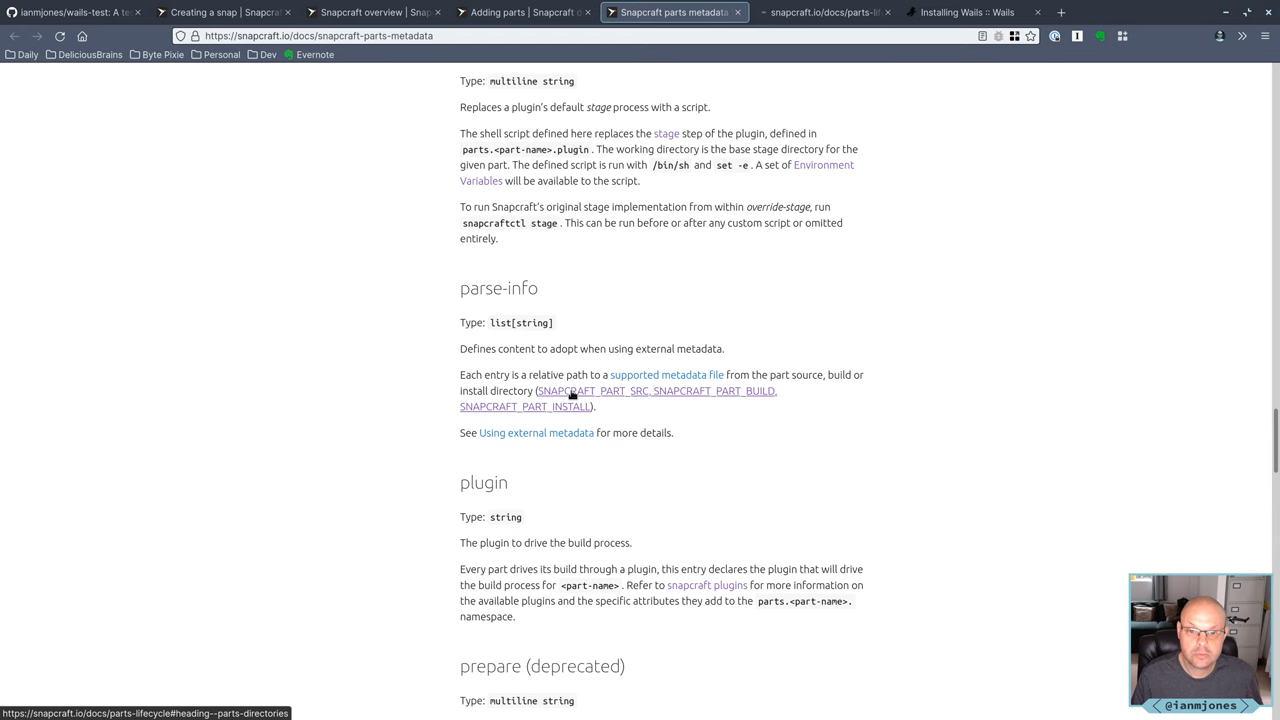 ianmjones/wails-test: A te
Creating a snap | Snapcraf
Snapcraft overview | Snap
Adding parts | Snapcraft d
Snapcraft parts metadata
snapcraft.io/docs/parts-li
Installing Wails :: Wails
https://snapcraft.io/docs/snapcraft-parts-metadata
Daily DeliciousBrains Byte Pixie Personal Dev Evernote
Type: multiline string
Replaces a plugin's default stage process with a script.
The shell script defined here replaces the stage step of the plugin, defined in
parts.<part-name>.plugin. The working directory is the base stage directory for the
given part. The defined script is run with /bin/sh and set -e. A set of Environment
Variables will be available to the script.
To run Snapcraft's original stage implementation from within override-stage, run
snapcraftctl stage. This can be run before or after any custom script or omitted
entirely.
parse-info
Type: list[string]
Defines content to adopt when using external metadata.
Each entry is a relative path to a supported metadata file from the part source, build or
install directory (SNAPCRAFT_PART_SRC, SNAPCRAFT_PART_BUILD,
SNAPCRAFT_PART_INSTALL).
See Using external metadata for more details.
plugin
Type: string
The plugin to drive the build process.
Every part drives its build through a plugin, this entry declares the plugin that will drive
the build process for <part-name>. Refer to snapcraft plugins for more information on
the available plugins and the specific attributes they add to the parts.<part-name>.
namespace.
prepare (deprecated)
Type: multiline string
https://snapcraft.io/docs/parts-lifecycle#heading--parts-directories
< @ianmjones >